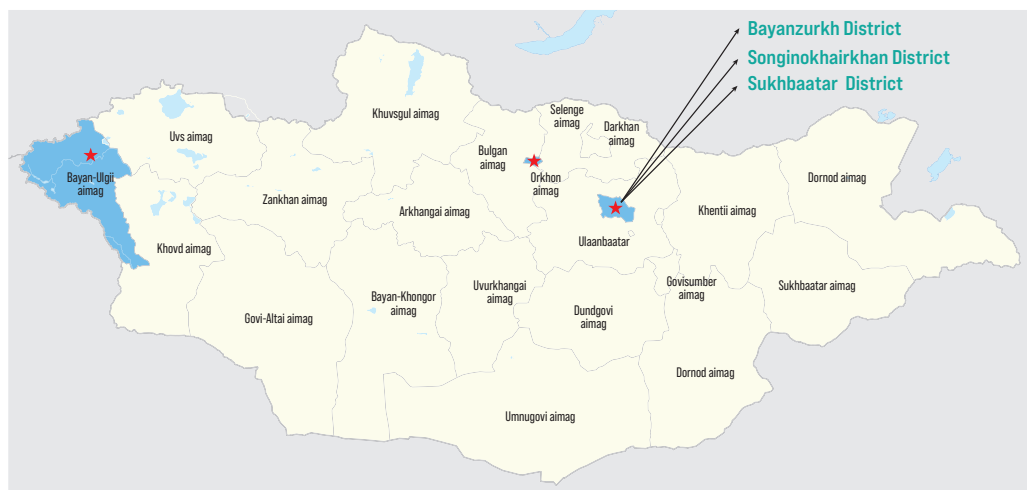 Bayanzurkh District
Songinokhairkhan District
Sukhbaatar District
Khuvsgul aimag
Selenge
aimag
Darkhan
aimag
Uvs aimag
Bulgan
aimag
Orkhon
aimag
Bayan-Ulgii
aimag
Dornod aimag
Zankhan aimag
Arkhangai aimag
Khentii aimag
Khovd aimag
Ulaanbaatar
Bayan-Khongor
aimag
Uvurkhangai
aimag
Govisumber
aimag
Sukhbaatar aimag
Govi-Altai aimag
Dundgovi
aimag
Dornod aimag
Umnugovi aimag